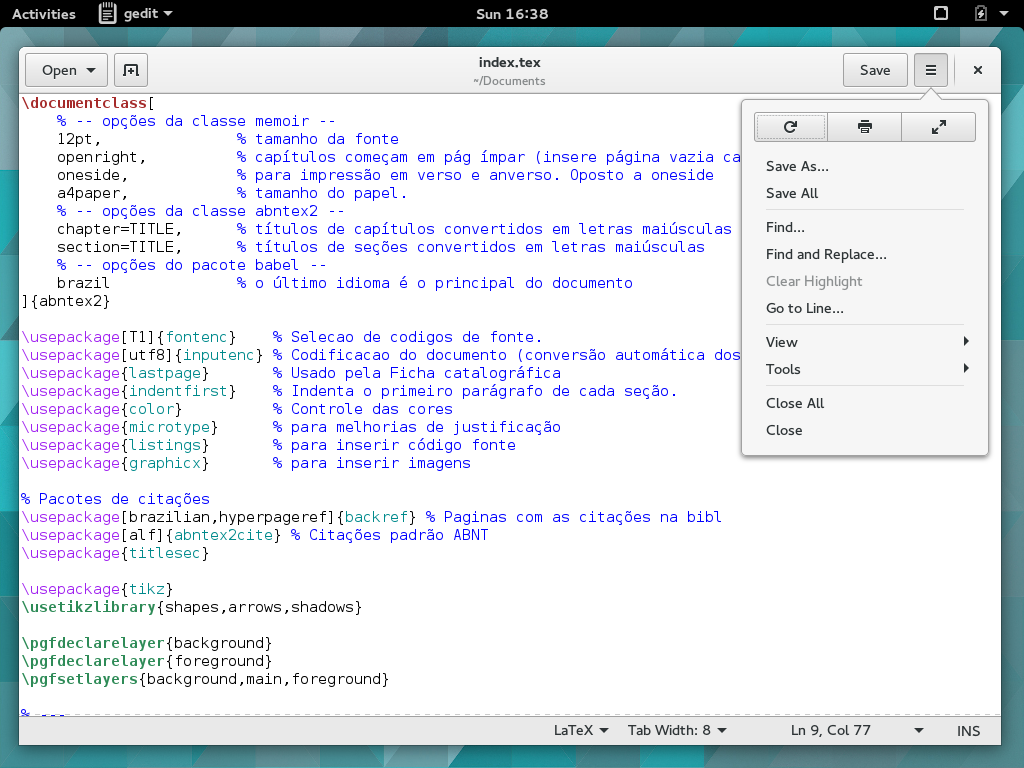 Activities gedit Sun 16:38
Open index.tex Save
~/Documents
\documentclass[
% -- opções da classe memoir --
12pt, % tamanho da fonte
openright, % capítulos começam em pág ímpar (insere página vazia ca
oneside, % para impressão em verso e anverso. Oposto a oneside
a4paper, % tamanho do papel.
% -- opções da classe abntex2 --
chapter=TITLE, % títulos de capítulos convertidos em letras maiúsculas
section=TITLE, % títulos de seções convertidos em letras maiúsculas
% -- opções do pacote babel --
brazil % o último idioma é o principal do documento
]{abntex2}
\usepackage[T1]{fontenc} % Selecao de codigos de fonte.
\usepackage[utf8]{inputenc} % Codificacao do documento (conversão automática dos
\usepackage{lastpage} % Usado pela Ficha catalográfica
\usepackage{indentfirst} % Indenta o primeiro parágrafo de cada seção.
\usepackage{color} % Controle das cores
\usepackage{microtype} % para melhorias de justificação
\usepackage{listings} % para inserir código fonte
\usepackage{graphicx} % para inserir imagens
% Pacotes de citações
\usepackage[brazilian,hyperpageref]{backref} % Paginas com as citações na bibl
\usepackage[alf]{abntex2cite} % Citações padrão ABNT
\usepackage{titlesec}
\usepackage{tikz}
\usetikzlibrary{shapes,arrows,shadows}
\pgfdeclarelayer{background}
\pgfdeclarelayer{foreground}
\pgfsetlayers{background,main,foreground}
% ---
Save As...
Save All
Find...
Find and Replace...
Clear Highlight
Go to Line...
View
Tools
Close All
Close
LaTeX Tab Width: 8 Ln 9, Col 77 INS